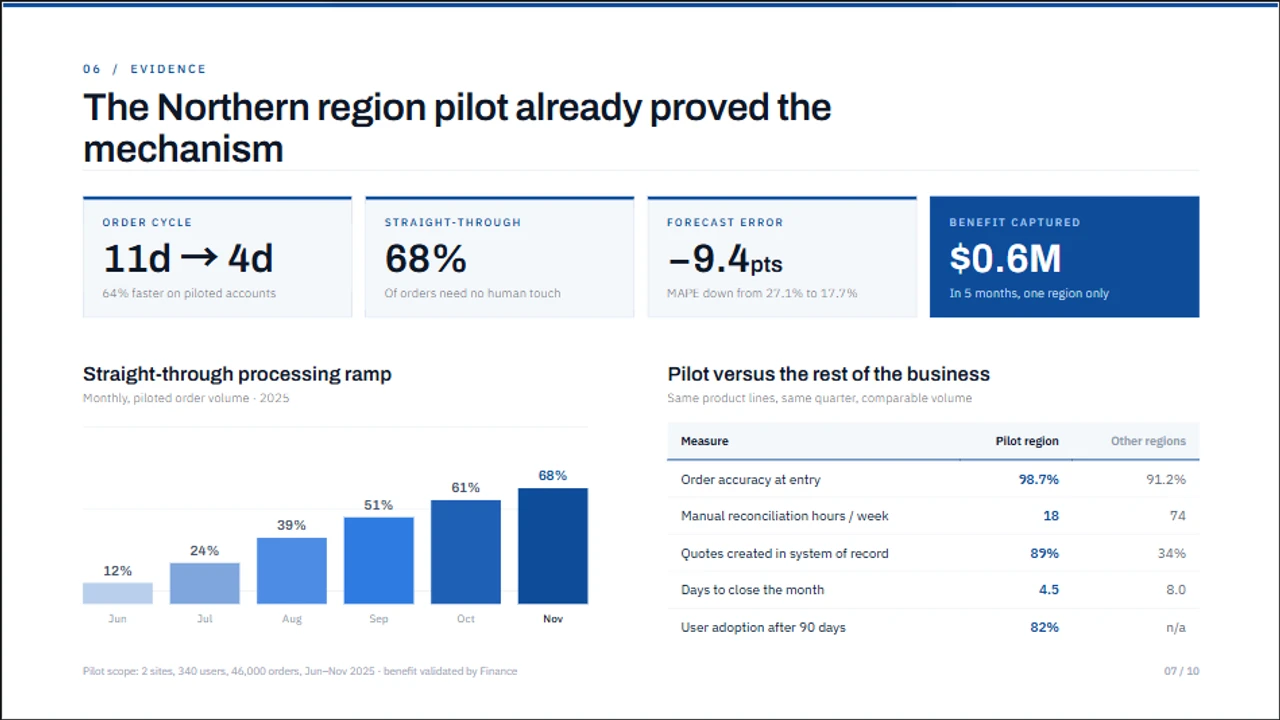 06 / EVIDENCE
The Northern region pilot already proved the
mechanism
ORDER CYCLE
11d → 4d
64% faster on piloted accounts
STRAIGHT-THROUGH
68%
Of orders need no human touch
FORECAST ERROR
−9.4pts
MAPE down from 27.1% to 17.7%
BENEFIT CAPTURED
$0.6M
In 5 months, one region only
Straight-through processing ramp
Monthly, piloted order volume · 2025
12%
24%
39%
51%
61%
68%
Jun
Jul
Aug
Sep
Oct
Nov
Pilot versus the rest of the business
Same product lines, same quarter, comparable volume
Measure Pilot region Other regions
Order accuracy at entry 98.7% 91.2%
Manual reconciliation hours / week 18 74
Quotes created in system of record 89% 34%
Days to close the month 4.5 8.0
User adoption after 90 days 82% n/a
Pilot scope: 2 sites, 340 users, 46,000 orders, Jun–Nov 2025 · benefit validated by Finance
07 / 10